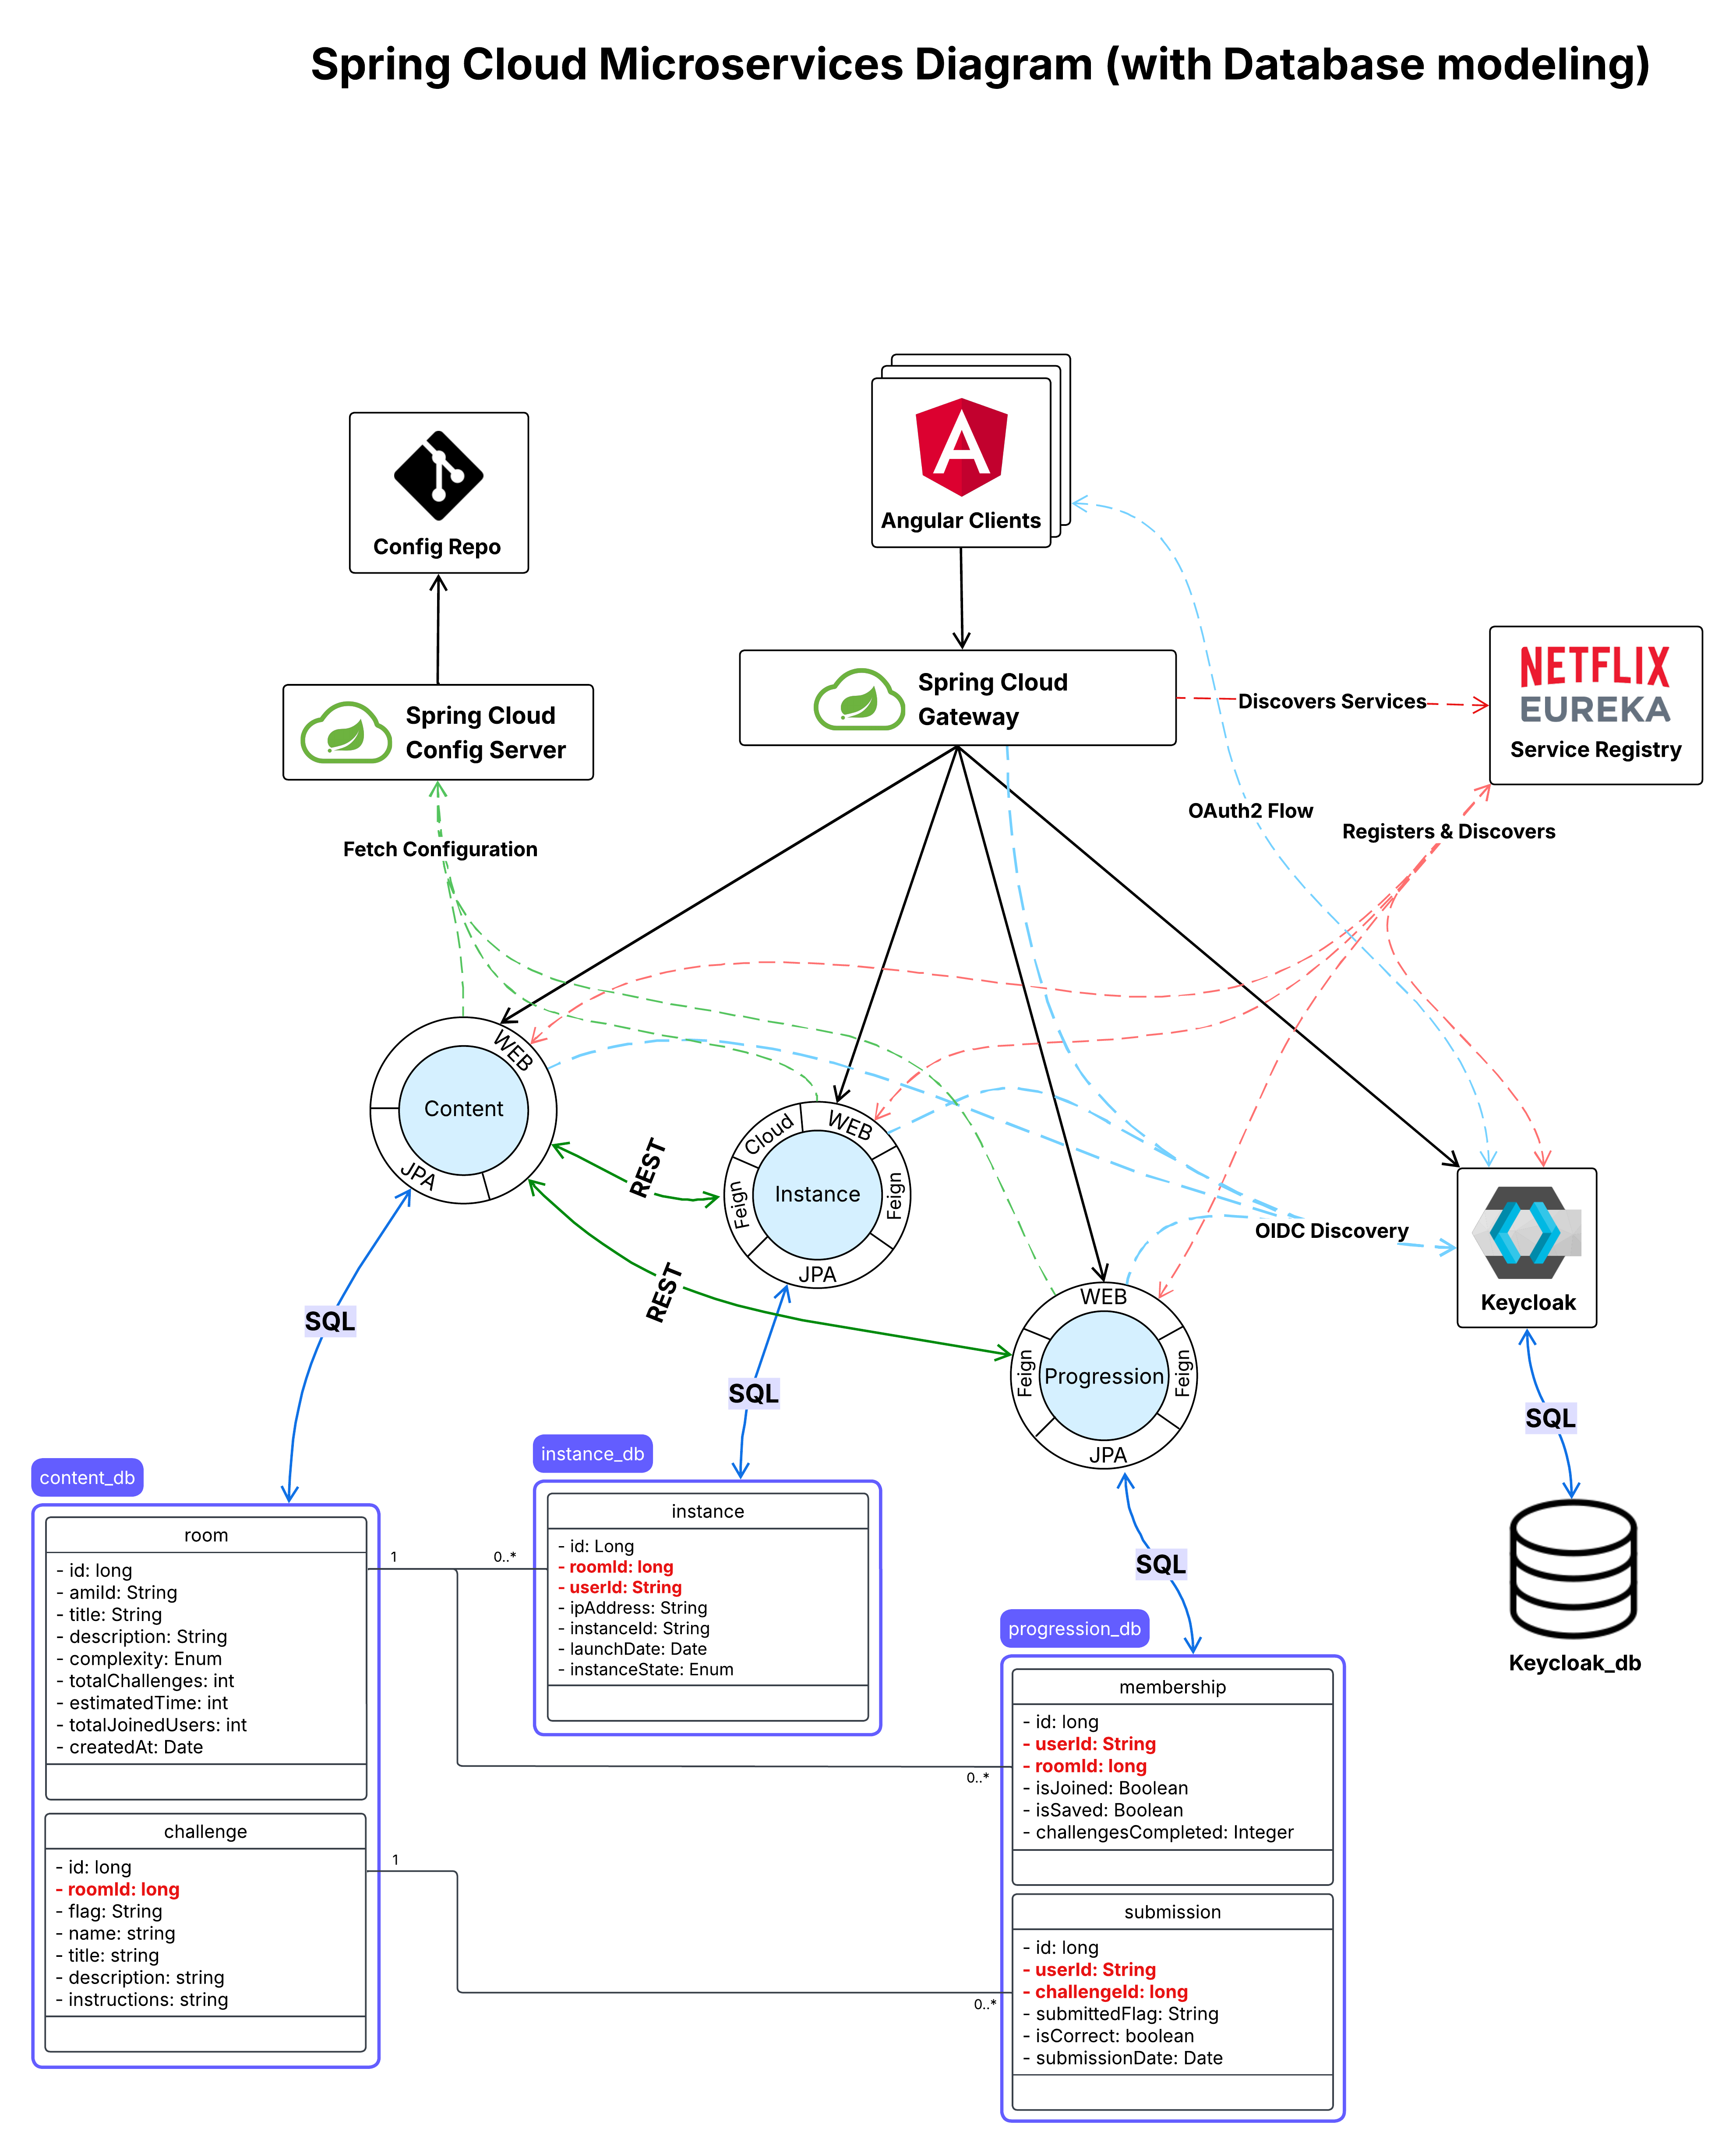 Spring Cloud Microservices Diagram (with Database modeling)
Angular Clients
Config Repo
Spring Cloud
Config Server
Spring Cloud
Gateway
Discovers Services
NETFLIX
EUREKA
Service Registry
OAuth2 Flow
Registers & Discovers
Fetch Configuration
WEB
Content
JPA
REST
Cloud
WEB
Feign
Instance
Feign
JPA
REST
OIDC Discovery
Keycloak
WEB
Feign
Progression
Feign
JPA
SQL
SQL
SQL
SQL
Keycloak_db
content_db
room
- id: long
- amiId: String
- title: String
- description: String
- complexity: Enum
- totalChallenges: int
- estimatedTime: int
- totalJoinedUsers: int
- createdAt: Date
challenge
- id: long
- roomId: long
- flag: String
- name: string
- title: string
- description: string
- instructions: string
1
0..*
1
0..*
0..*
instance_db
instance
- id: Long
- roomId: long
- userId: String
- ipAddress: String
- instanceId: String
- launchDate: Date
- instanceState: Enum
progression_db
membership
- id: long
- userId: String
- roomId: long
- isJoined: Boolean
- isSaved: Boolean
- challengesCompleted: Integer
submission
- id: long
- userId: String
- challengeId: long
- submittedFlag: String
- isCorrect: boolean
- submissionDate: Date